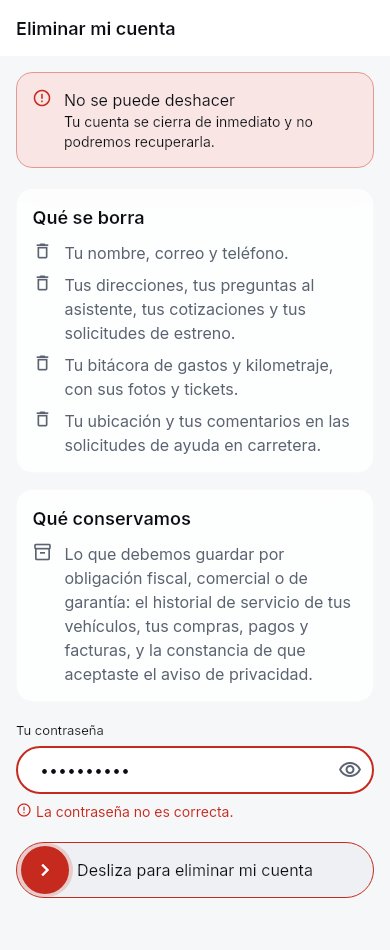 Eliminar mi cuenta
No se puede deshacer
Tu cuenta se cierra de inmediato y no
podremos recuperarla.
Qué se borra
Tu nombre, correo y teléfono.
Tus direcciones, tus preguntas al
asistente, tus cotizaciones y tus
solicitudes de estreno.
Tu bitácora de gastos y kilometraje,
con sus fotos y tickets.
Tu ubicación y tus comentarios en las
solicitudes de ayuda en carretera.
Qué conservamos
Lo que debemos guardar por
obligación fiscal, comercial o de
garantía: el historial de servicio de tus
vehículos, tus compras, pagos y
facturas, y la constancia de que
aceptaste el aviso de privacidad.
Tu contraseña
••••••••••
La contraseña no es correcta.
Desliza para eliminar mi cuenta